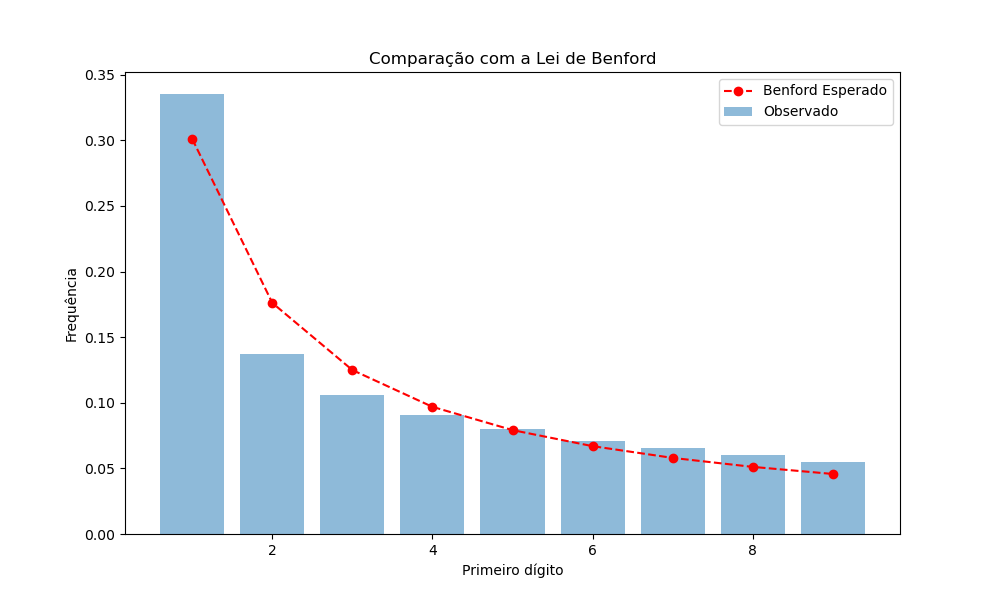 Comparação com a Lei de Benford
Benford Esperado
Observado
Frequência
0.35
0.30
0.25
0.20
0.15
0.10
0.05
0.00
2 4 6 8
Primeiro dígito